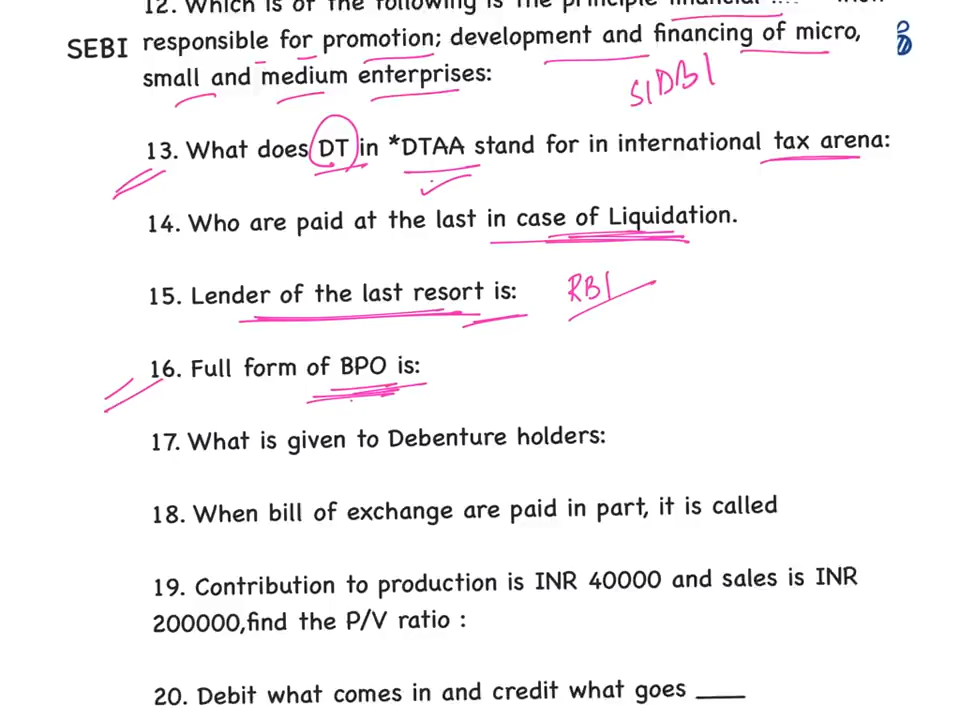 12. Which is of the following is the principle financial
SEBI responsible for promotion; development and financing of micro,
small and medium enterprises:
SIDBI
13. What does DT in *DTAA stand for in international tax arena:
14. Who are paid at the last in case of Liquidation.
15. Lender of the last resort is: RBI
16. Full form of BPO is:
17. What is given to Debenture holders:
18. When bill of exchange are paid in part, it is called
19. Contribution to production is INR 40000 and sales is INR
200000,find the P/V ratio :
20. Debit what comes in and credit what goes ____